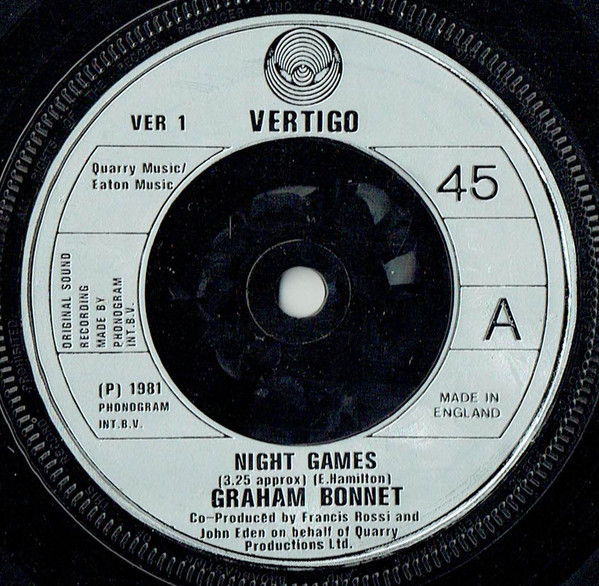 VER 1
VERTIGO
Quarry Music/
Eaton Music
45
ORIGINAL SOUND
RECORDING
MADE BY
PHONOGRAM
INT.B.V.
A
(P) 1981
PHONOGRAM
INT.B.V.
MADE IN
ENGLAND
NIGHT GAMES
(3.25 approx) (E.Hamilton)
GRAHAM BONNET
Co-Produced by Francis Rossi and
John Eden on behalf of Quarry
Productions Ltd.